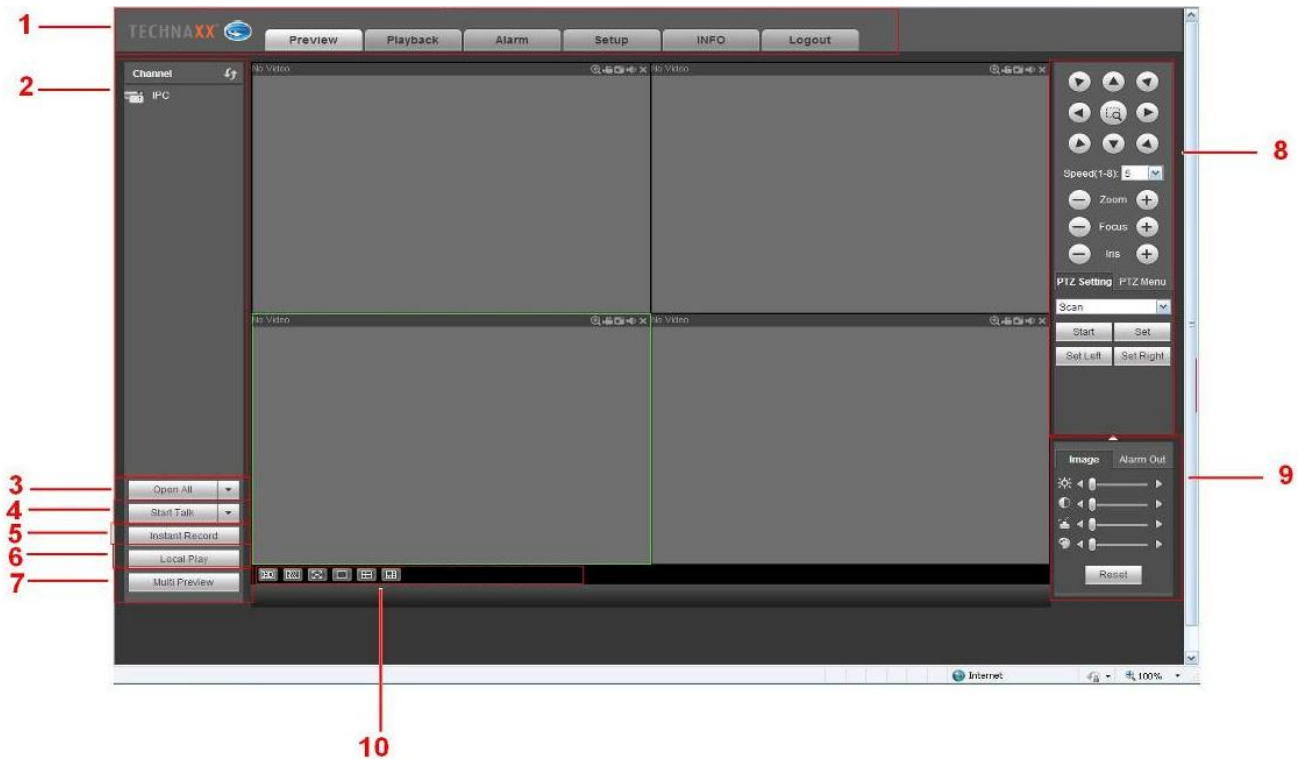 1
TECHNAXX
Preview Playback Alarm Setup INFO Logout
2
Channel
IPC
No Video
No Video
No Video
No Video
8
Speed(1-8): 5
Zoom
Focus
Iris
PTZ Setting PTZ Menu
Scan
Start Set
Set Left Set Right
9
Image Alarm Out
Reset
3
Open All
4
Start Talk
5
Instant Record
6
Local Play
7
Multi Preview
10
Internet
100%